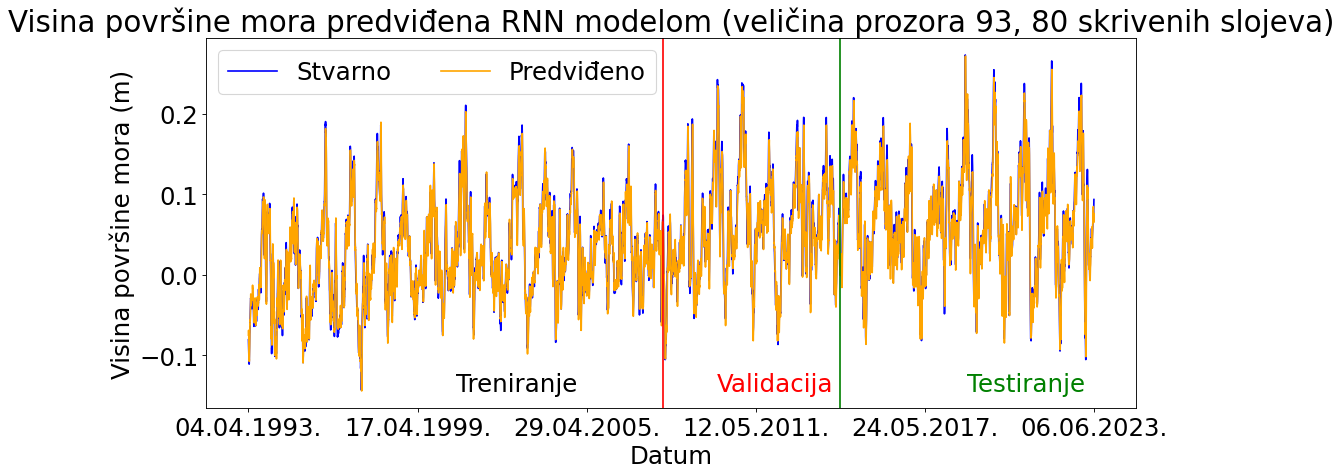 Visina površine mora predviđena RNN modelom (veličina prozora 93, 80 skrivenih slojeva)
Stvarno
Predviđeno
Visina površine mora (m)
0.2
0.1
0.0
−0.1
Treniranje
Validacija
Testiranje
04.04.1993.
17.04.1999.
29.04.2005.
12.05.2011.
24.05.2017.
06.06.2023.
Datum